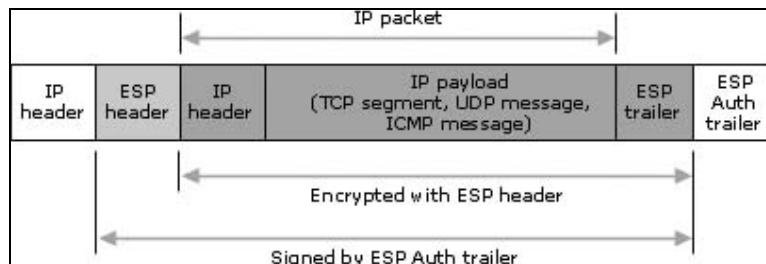 IP packet
IP header
ESP header
IP header
IP payload
(TCP segment, UDP message,
ICMP message)
ESP trailer
ESP Auth trailer
Encrypted with ESP header
Signed by ESP Auth trailer